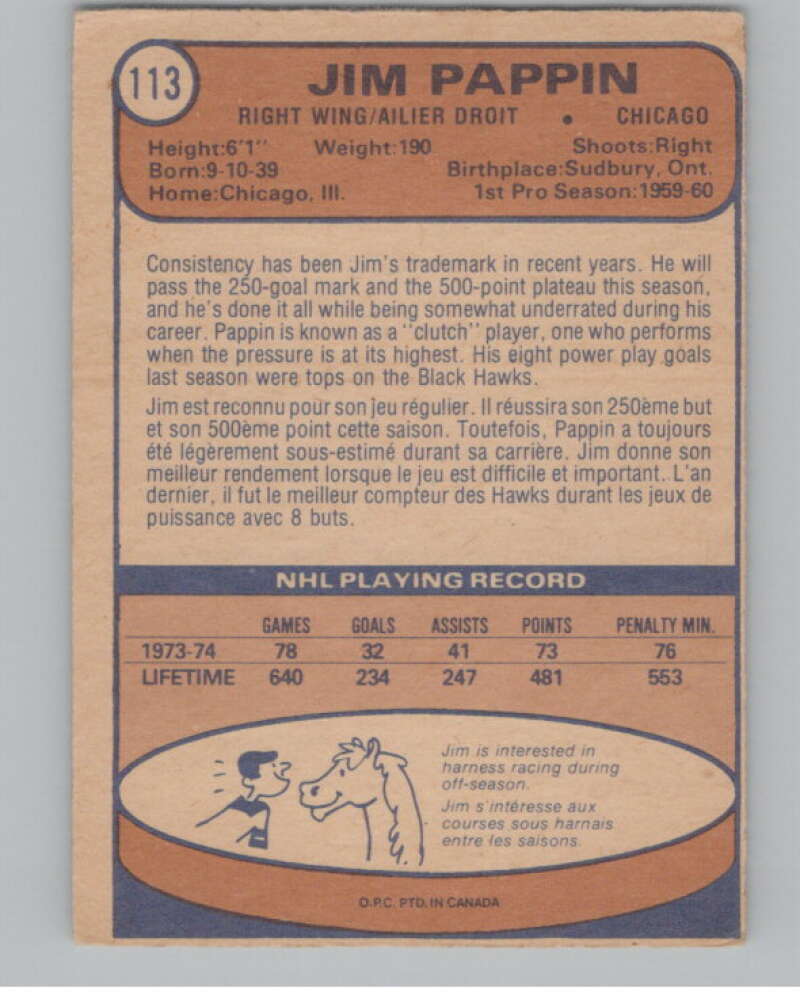 113
JIM PAPPIN
RIGHT WING/AILIER DROIT • CHICAGO
Height:6'1" Weight:190 Shoots:Right
Born:9-10-39 Birthplace:Sudbury, Ont.
Home:Chicago, Ill. 1st Pro Season:1959-60
Consistency has been Jim's trademark in recent years. He will
pass the 250-goal mark and the 500-point plateau this season,
and he's done it all while being somewhat underrated during his
career. Pappin is known as a "clutch" player, one who performs
when the pressure is at its highest. His eight power play goals
last season were tops on the Black Hawks.
Jim est reconnu pour son jeu régulier. Il réussira son 250ème but
et son 500ème point cette saison. Toutefois, Pappin a toujours
été légèrement sous-estimé durant sa carrière. Jim donne son
meilleur rendement lorsque le jeu est difficile et important. L'an
dernier, il fut le meilleur compteur des Hawks durant les jeux de
puissance avec 8 buts.
NHL PLAYING RECORD
GAMES GOALS ASSISTS POINTS PENALTY MIN.
1973-74 78 32 41 73 76
LIFETIME 640 234 247 481 553
Jim is interested in
harness racing during
off-season.
Jim s'intéresse aux
courses sous harnais
entre les saisons.
O.P.C. PTD. IN CANADA